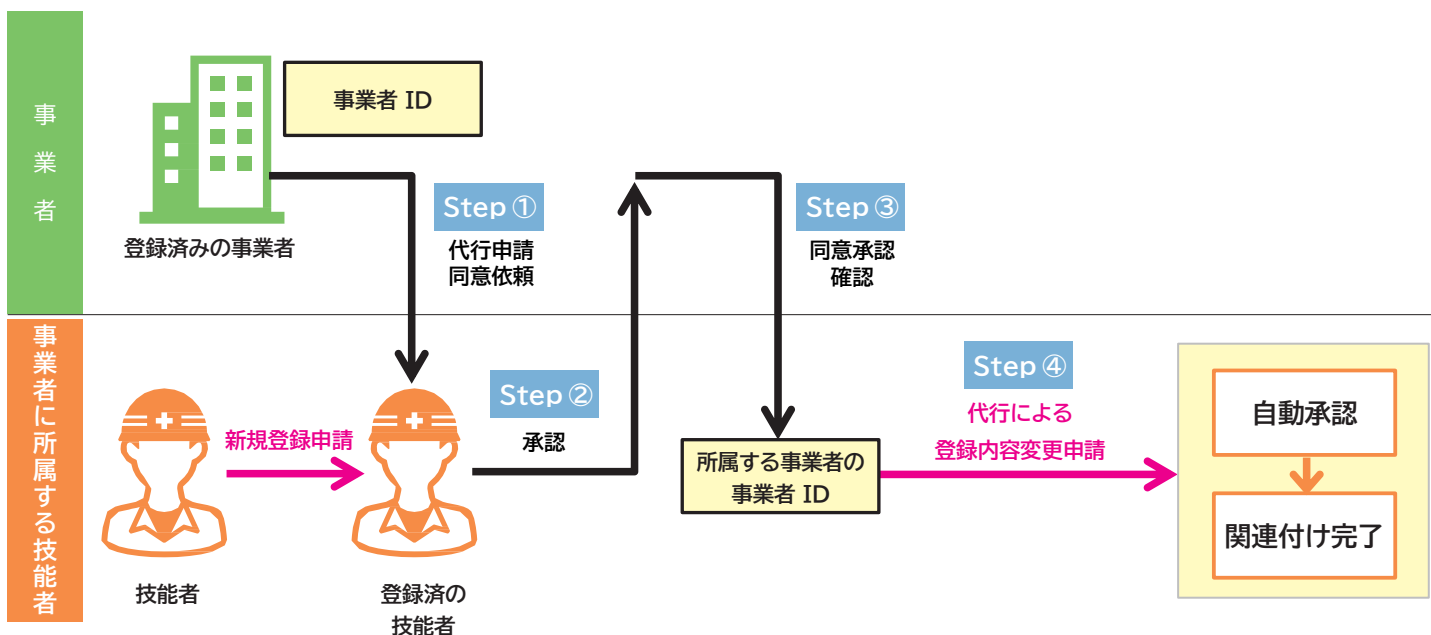 事業者
事業者 ID
登録済みの事業者
Step ①
代行申請
同意依頼
Step ③
同意承認
確認
事業者に所属する技能者
新規登録申請
技能者
登録済の
技能者
Step ②
承認
所属する事業者の
事業者 ID
Step ④
代行による
登録内容変更申請
自動承認
関連付け完了